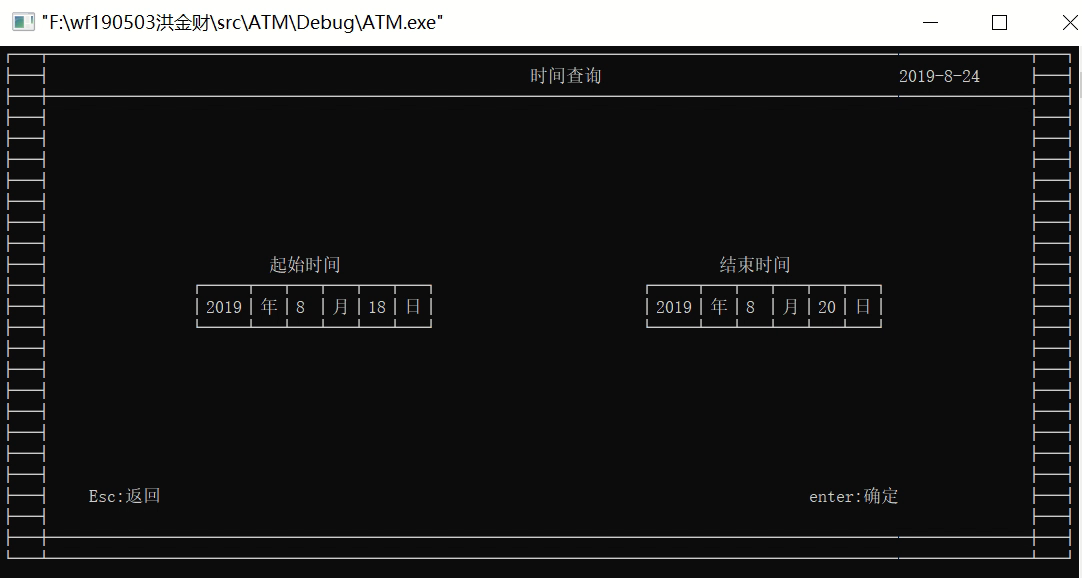 "F:\wf190503洪金财\src\ATM\Debug\ATM.exe"
时间查询 2019-8-24
起始时间 结束时间
2019 年 8 月 18 日 2019 年 8 月 20 日
Esc:返回 enter:确定